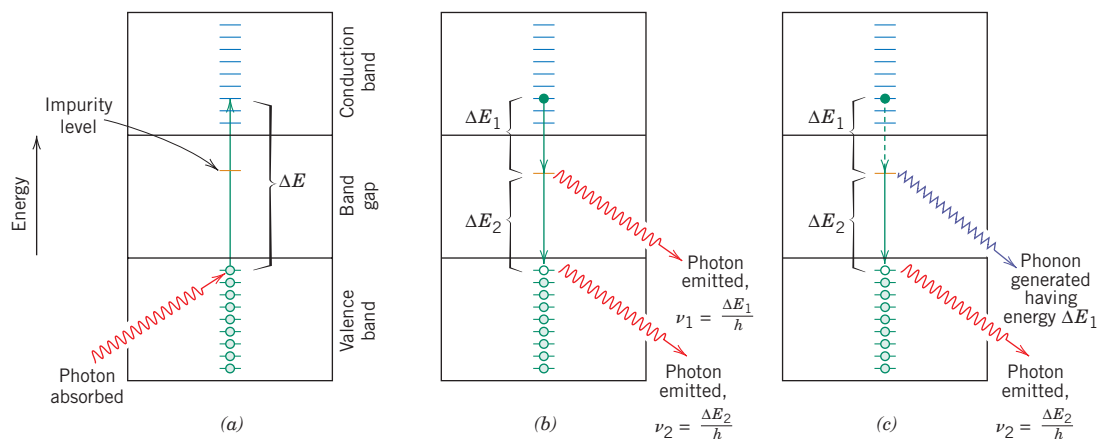 Energy
Impurity
level
Photon
absorbed
ΔE
Conduction
band
Band
gap
Valence
band
(a)
ΔE₁
ΔE₂
Photon
emitted,
ν₁ = ΔE₁/h
Photon
emitted,
ν₂ = ΔE₂/h
(b)
ΔE₁
ΔE₂
Phonon
generated
having
energy ΔE₁
Photon
emitted,
ν₂ = ΔE₂/h
(c)